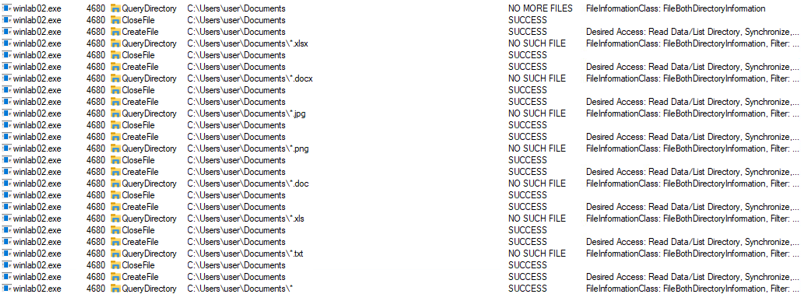 winlab02.exe 4680 QueryDirectory C:\Users\user\Documents NO MORE FILES FileInformationClass: FileBothDirectoryInformation
winlab02.exe 4680 CloseFile C:\Users\user\Documents SUCCESS
winlab02.exe 4680 CreateFile C:\Users\user\Documents SUCCESS Desired Access: Read Data/List Directory, Synchronize,...
winlab02.exe 4680 QueryDirectory C:\Users\user\Documents\*.xlsx NO SUCH FILE FileInformationClass: FileBothDirectoryInformation, Filter: ...
winlab02.exe 4680 CloseFile C:\Users\user\Documents SUCCESS
winlab02.exe 4680 CreateFile C:\Users\user\Documents SUCCESS Desired Access: Read Data/List Directory, Synchronize,...
winlab02.exe 4680 QueryDirectory C:\Users\user\Documents\*.docx NO SUCH FILE FileInformationClass: FileBothDirectoryInformation, Filter: ...
winlab02.exe 4680 CloseFile C:\Users\user\Documents SUCCESS
winlab02.exe 4680 CreateFile C:\Users\user\Documents SUCCESS Desired Access: Read Data/List Directory, Synchronize,...
winlab02.exe 4680 QueryDirectory C:\Users\user\Documents\*.jpg NO SUCH FILE FileInformationClass: FileBothDirectoryInformation, Filter: ...
winlab02.exe 4680 CloseFile C:\Users\user\Documents SUCCESS
winlab02.exe 4680 CreateFile C:\Users\user\Documents SUCCESS Desired Access: Read Data/List Directory, Synchronize,...
winlab02.exe 4680 QueryDirectory C:\Users\user\Documents\*.png NO SUCH FILE FileInformationClass: FileBothDirectoryInformation, Filter: ...
winlab02.exe 4680 CloseFile C:\Users\user\Documents SUCCESS
winlab02.exe 4680 CreateFile C:\Users\user\Documents SUCCESS Desired Access: Read Data/List Directory, Synchronize,...
winlab02.exe 4680 QueryDirectory C:\Users\user\Documents\*.doc NO SUCH FILE FileInformationClass: FileBothDirectoryInformation, Filter: ...
winlab02.exe 4680 CloseFile C:\Users\user\Documents SUCCESS
winlab02.exe 4680 CreateFile C:\Users\user\Documents SUCCESS Desired Access: Read Data/List Directory, Synchronize,...
winlab02.exe 4680 QueryDirectory C:\Users\user\Documents\*.xls NO SUCH FILE FileInformationClass: FileBothDirectoryInformation, Filter: ...
winlab02.exe 4680 CloseFile C:\Users\user\Documents SUCCESS
winlab02.exe 4680 CreateFile C:\Users\user\Documents SUCCESS Desired Access: Read Data/List Directory, Synchronize,...
winlab02.exe 4680 QueryDirectory C:\Users\user\Documents\*.txt NO SUCH FILE FileInformationClass: FileBothDirectoryInformation, Filter: ...
winlab02.exe 4680 CloseFile C:\Users\user\Documents SUCCESS
winlab02.exe 4680 CreateFile C:\Users\user\Documents SUCCESS Desired Access: Read Data/List Directory, Synchronize,...
winlab02.exe 4680 QueryDirectory C:\Users\user\Documents\* SUCCESS FileInformationClass: FileBothDirectoryInformation, Filter: ...